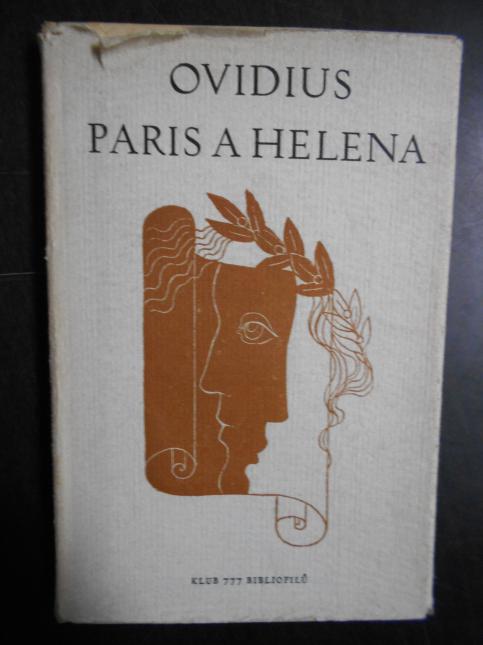 OVIDIUS
PARIS A HELENA
KLUB 777 BIBLIOFILŮ